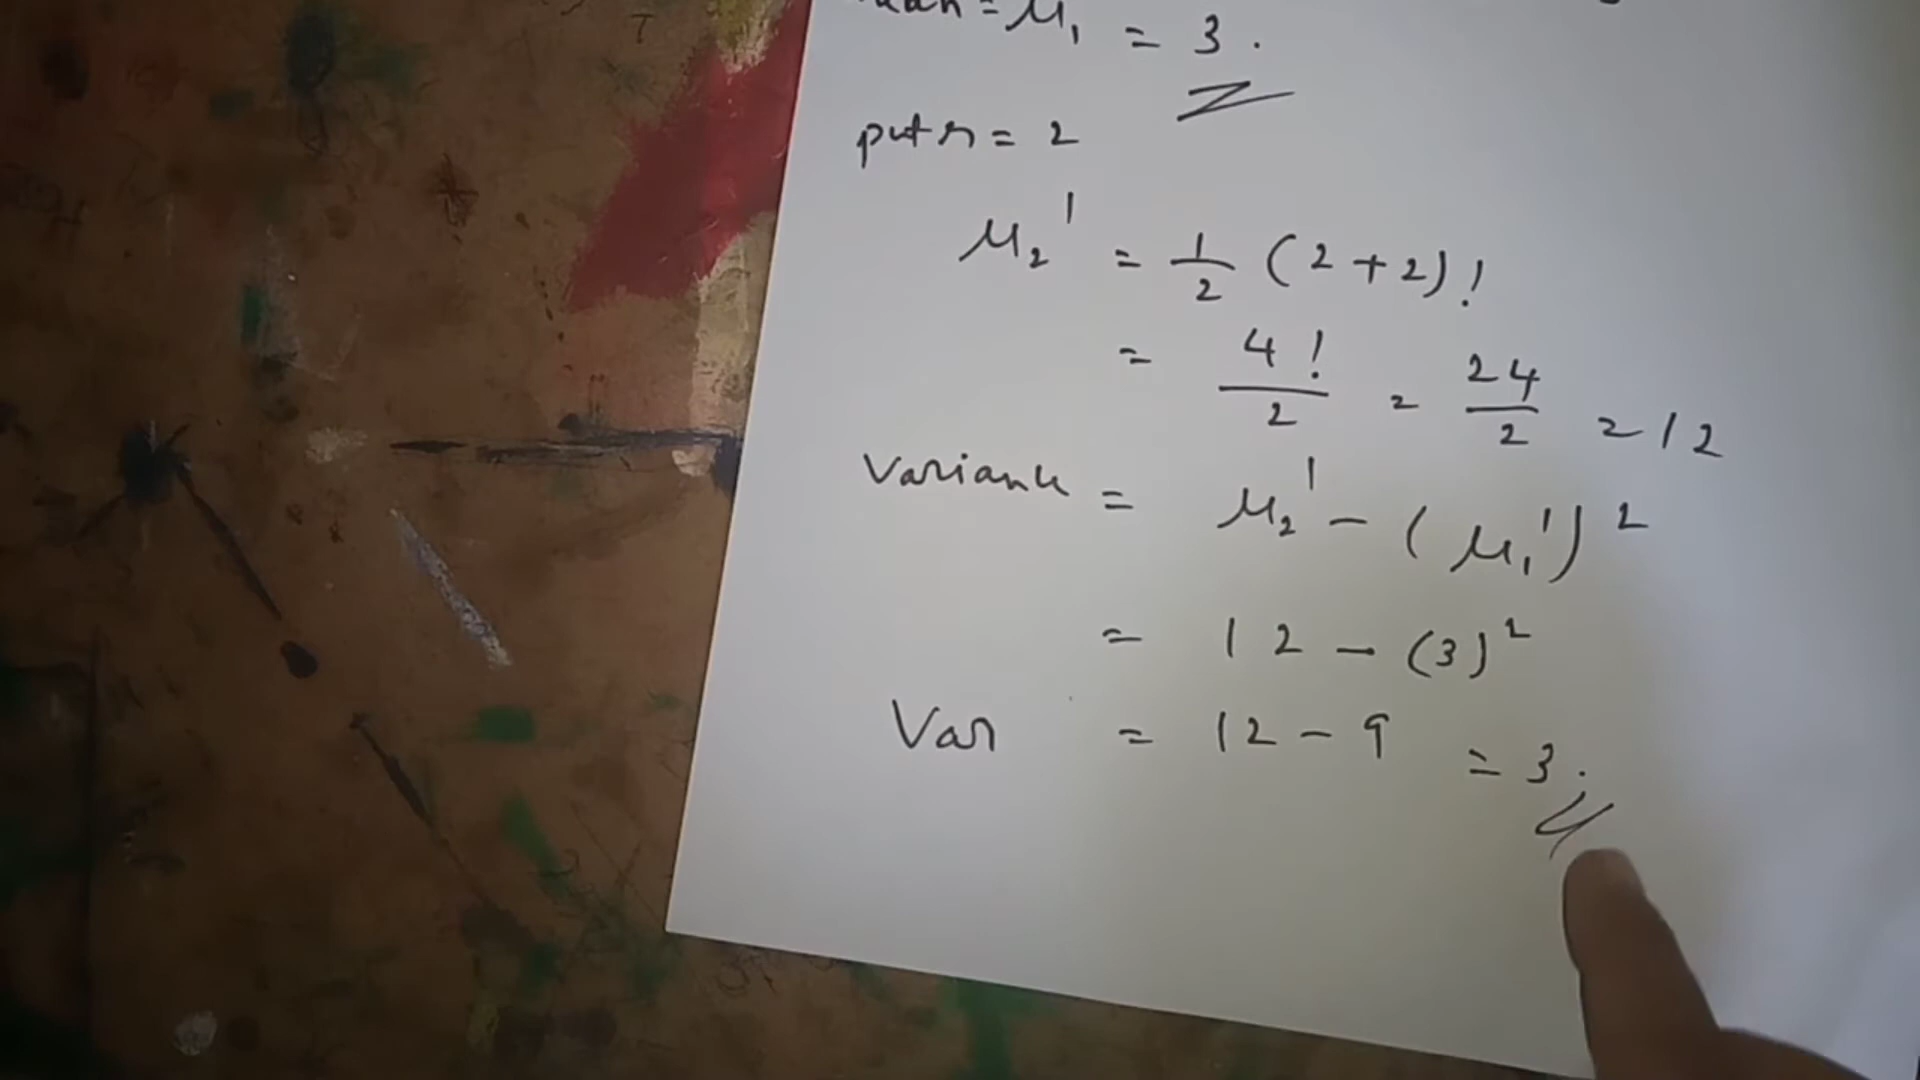 = μ₁ = 3 .
put r = 2
μ₂' = 1/2 (2+2)!
= 4!/2 = 24/2 = 12
Variance = μ₂' - (μ₁')²
= 12 - (3)²
Var = 12 - 9 = 3 .